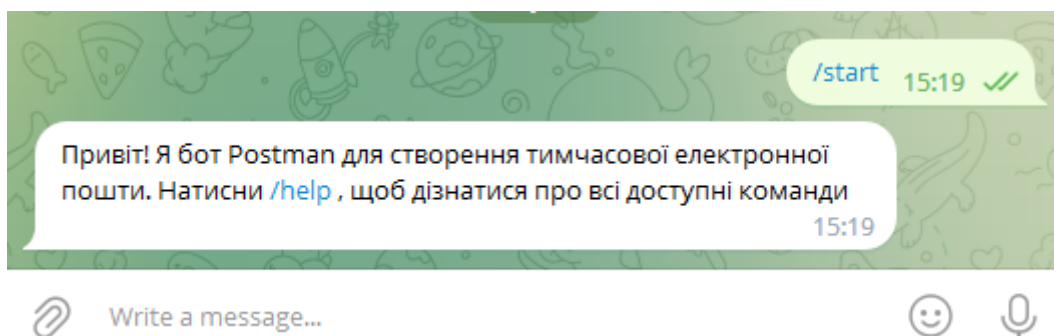 /start 15:19
Привіт! Я бот Postman для створення тимчасової електронної
пошти. Натисни /help , щоб дізнатися про всі доступні команди
15:19
Write a message...